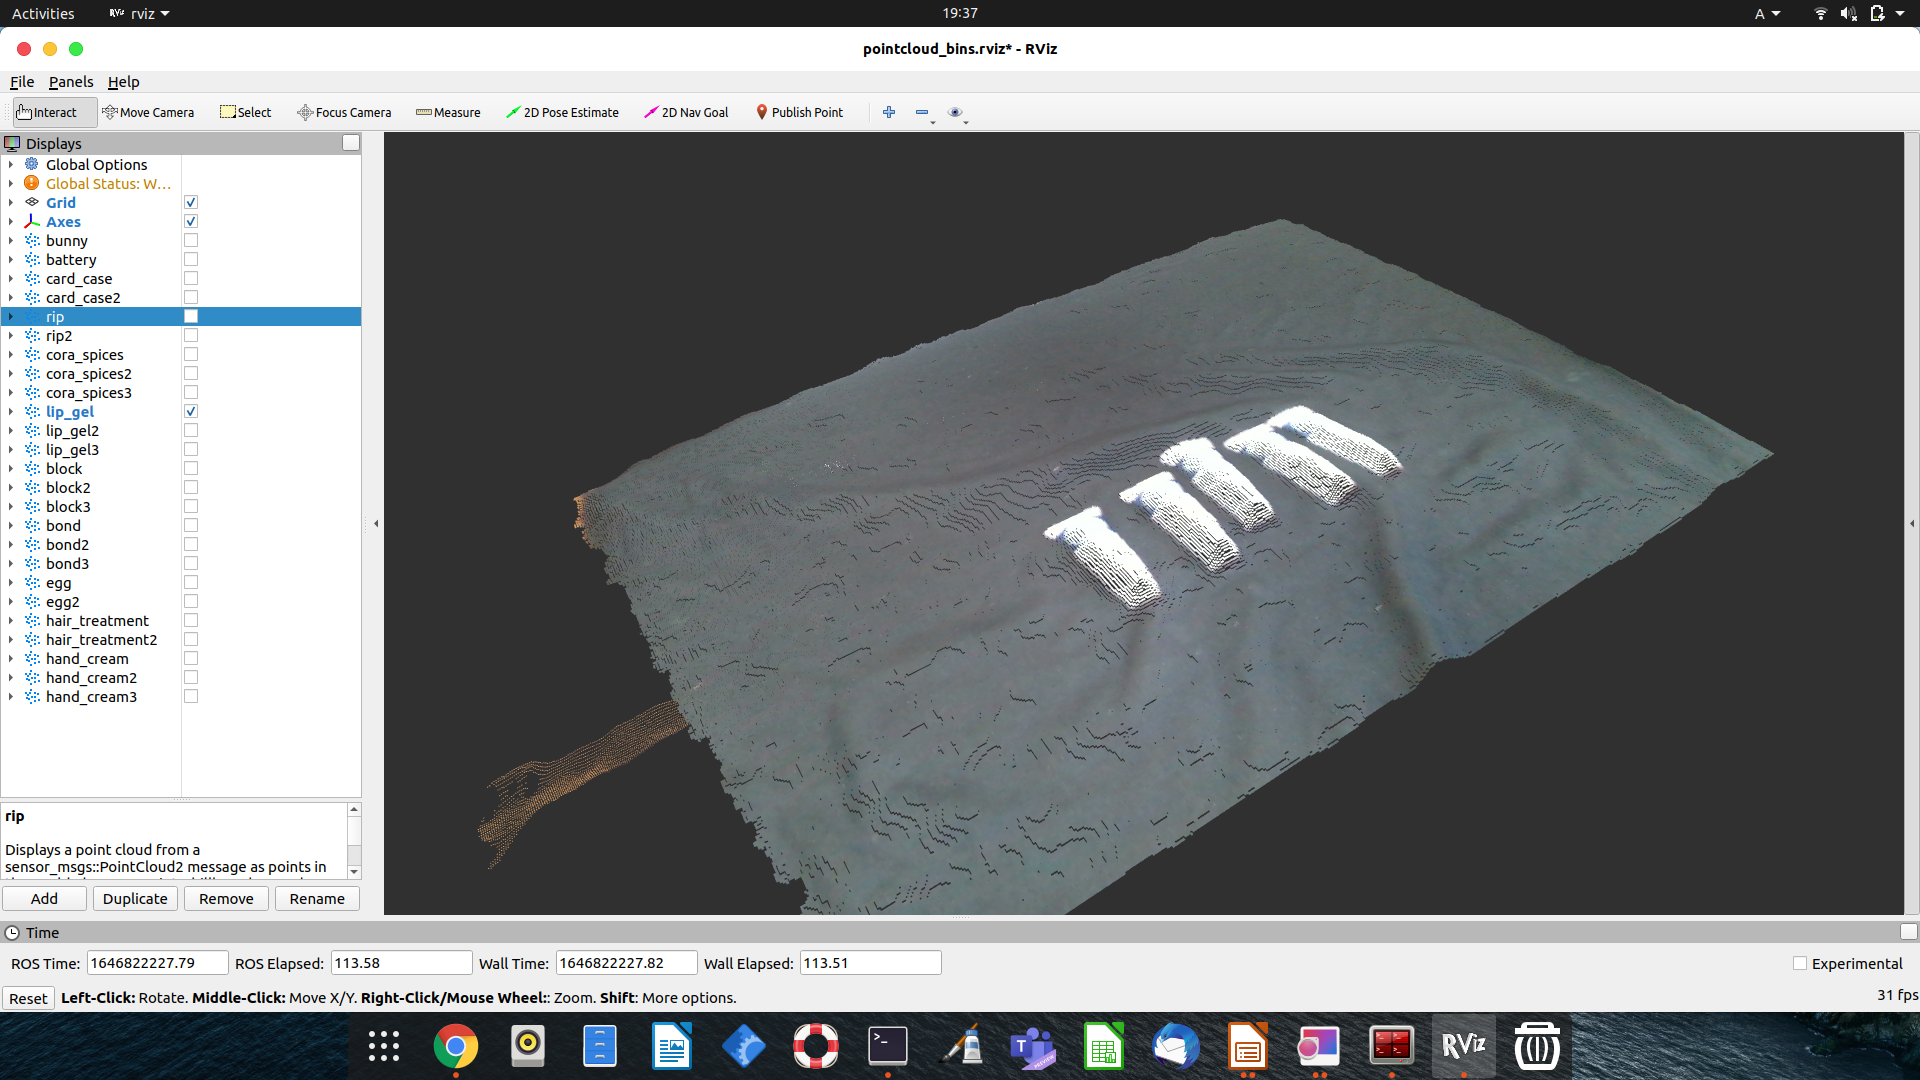 Activities
RViz rviz
19:37
A
pointcloud_bins.rviz* - RViz
File Panels Help
Interact Move Camera Select Focus Camera Measure 2D Pose Estimate 2D Nav Goal Publish Point
Displays
Global Options
Global Status: W...
Grid
Axes
bunny
battery
card_case
card_case2
rip
rip2
cora_spices
cora_spices2
cora_spices3
lip_gel
lip_gel2
lip_gel3
block
block2
block3
bond
bond2
bond3
egg
egg2
hair_treatment
hair_treatment2
hand_cream
hand_cream2
hand_cream3
rip
Displays a point cloud from a
sensor_msgs::PointCloud2 message as points in
Add Duplicate Remove Rename
Time
ROS Time: 1646822227.79 ROS Elapsed: 113.58 Wall Time: 1646822227.82 Wall Elapsed: 113.51 Experimental
Reset Left-Click: Rotate. Middle-Click: Move X/Y. Right-Click/Mouse Wheel:: Zoom. Shift: More options. 31 fps
T PREVIEW RViz